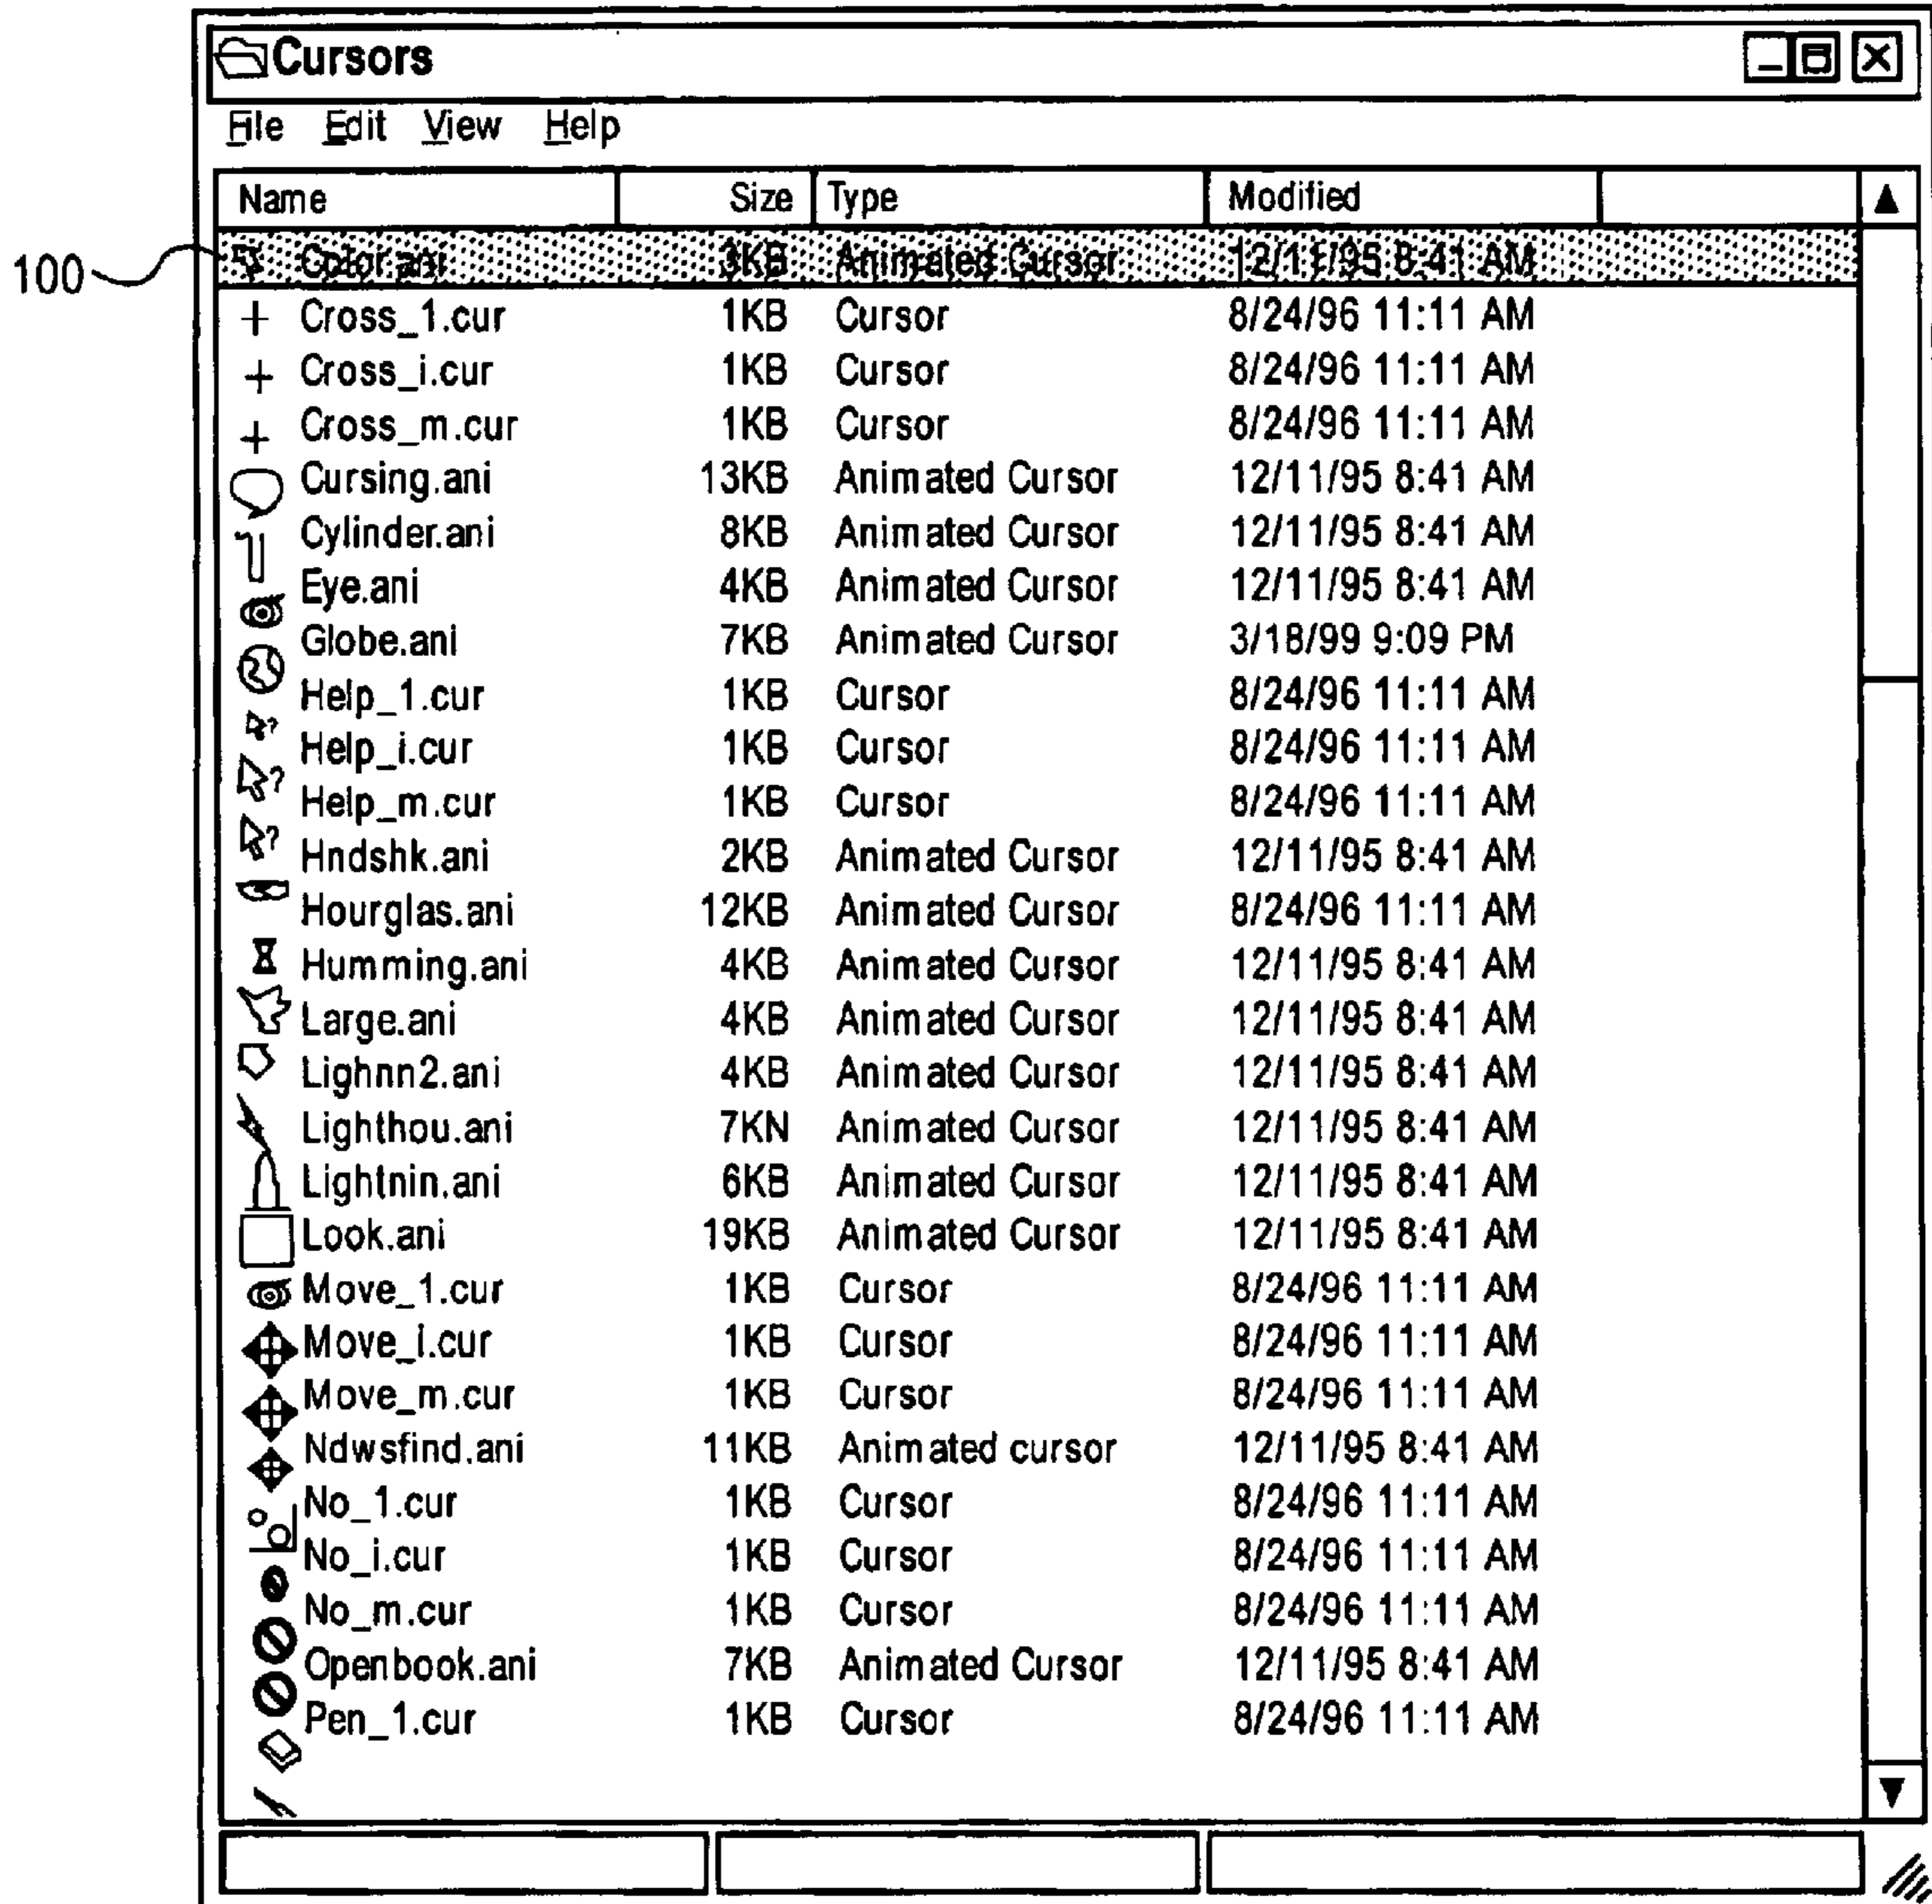 Cursors
File Edit View Help
Name Size Type Modified
100
Color.ani 3KB Animated Cursor 12/11/95 8:41 AM
Cross_1.cur 1KB Cursor 8/24/96 11:11 AM
Cross_i.cur 1KB Cursor 8/24/96 11:11 AM
Cross_m.cur 1KB Cursor 8/24/96 11:11 AM
Cursing.ani 13KB Animated Cursor 12/11/95 8:41 AM
Cylinder.ani 8KB Animated Cursor 12/11/95 8:41 AM
Eye.ani 4KB Animated Cursor 12/11/95 8:41 AM
Globe.ani 7KB Animated Cursor 3/18/99 9:09 PM
Help_1.cur 1KB Cursor 8/24/96 11:11 AM
Help_i.cur 1KB Cursor 8/24/96 11:11 AM
Help_m.cur 1KB Cursor 8/24/96 11:11 AM
Hndshk.ani 2KB Animated Cursor 12/11/95 8:41 AM
Hourglas.ani 12KB Animated Cursor 8/24/96 11:11 AM
Humming.ani 4KB Animated Cursor 12/11/95 8:41 AM
Large.ani 4KB Animated Cursor 12/11/95 8:41 AM
Lighnn2.ani 4KB Animated Cursor 12/11/95 8:41 AM
Lighthou.ani 7KN Animated Cursor 12/11/95 8:41 AM
Lightnin.ani 6KB Animated Cursor 12/11/95 8:41 AM
Look.ani 19KB Animated Cursor 12/11/95 8:41 AM
Move_1.cur 1KB Cursor 8/24/96 11:11 AM
Move_i.cur 1KB Cursor 8/24/96 11:11 AM
Move_m.cur 1KB Cursor 8/24/96 11:11 AM
Ndwsfind.ani 11KB Animated cursor 12/11/95 8:41 AM
No_1.cur 1KB Cursor 8/24/96 11:11 AM
No_i.cur 1KB Cursor 8/24/96 11:11 AM
No_m.cur 1KB Cursor 8/24/96 11:11 AM
Openbook.ani 7KB Animated Cursor 12/11/95 8:41 AM
Pen_1.cur 1KB Cursor 8/24/96 11:11 AM